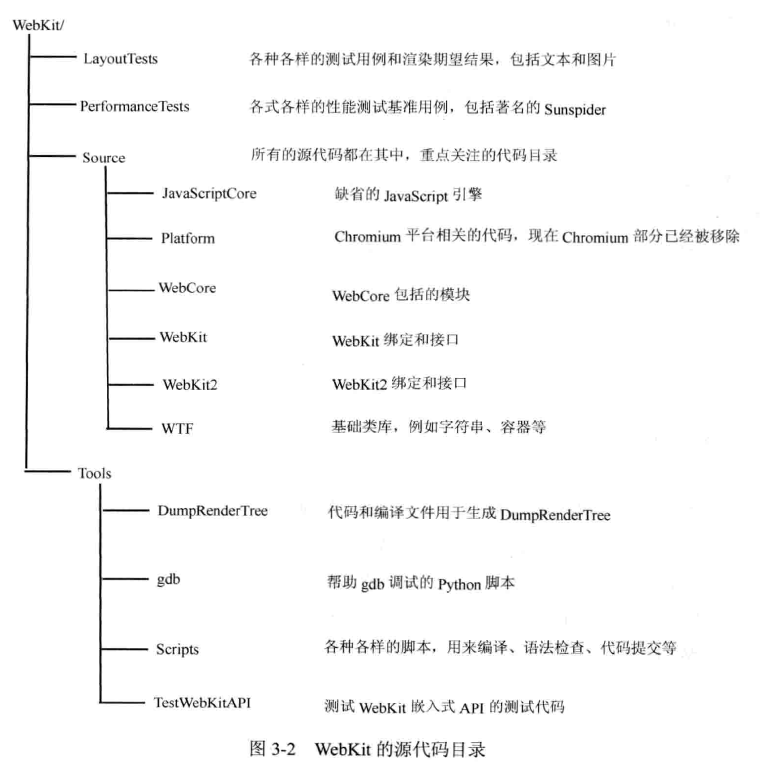 WebKit/
LayoutTests 各种各样的测试用例和渲染期望结果，包括文本和图片
PerformanceTests 各式各样的性能测试基准用例，包括著名的 Sunspider
Source 所有的源代码都在其中，重点关注的代码目录
JavaScriptCore 缺省的 JavaScript 引擎
Platform Chromium 平台相关的代码，现在 Chromium 部分已经被移除
WebCore WebCore 包括的模块
WebKit WebKit 绑定和接口
WebKit2 WebKit2 绑定和接口
WTF 基础类库，例如字符串、容器等
Tools
DumpRenderTree 代码和编译文件用于生成 DumpRenderTree
gdb 帮助 gdb 调试的 Python 脚本
Scripts 各种各样的脚本，用来编译、语法检查、代码提交等
TestWebKitAPI 测试 WebKit 嵌入式 API 的测试代码
图 3-2 WebKit 的源代码目录